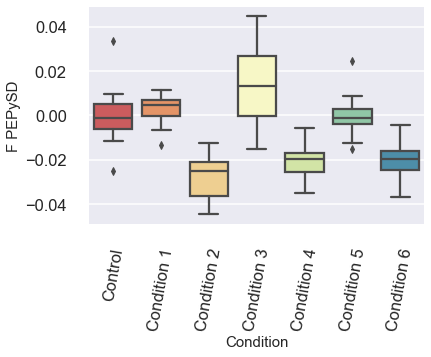 F PEPySD
0.04
0.02
0.00
−0.02
−0.04
Control
Condition 1
Condition 2
Condition 3
Condition 4
Condition 5
Condition 6
Condition